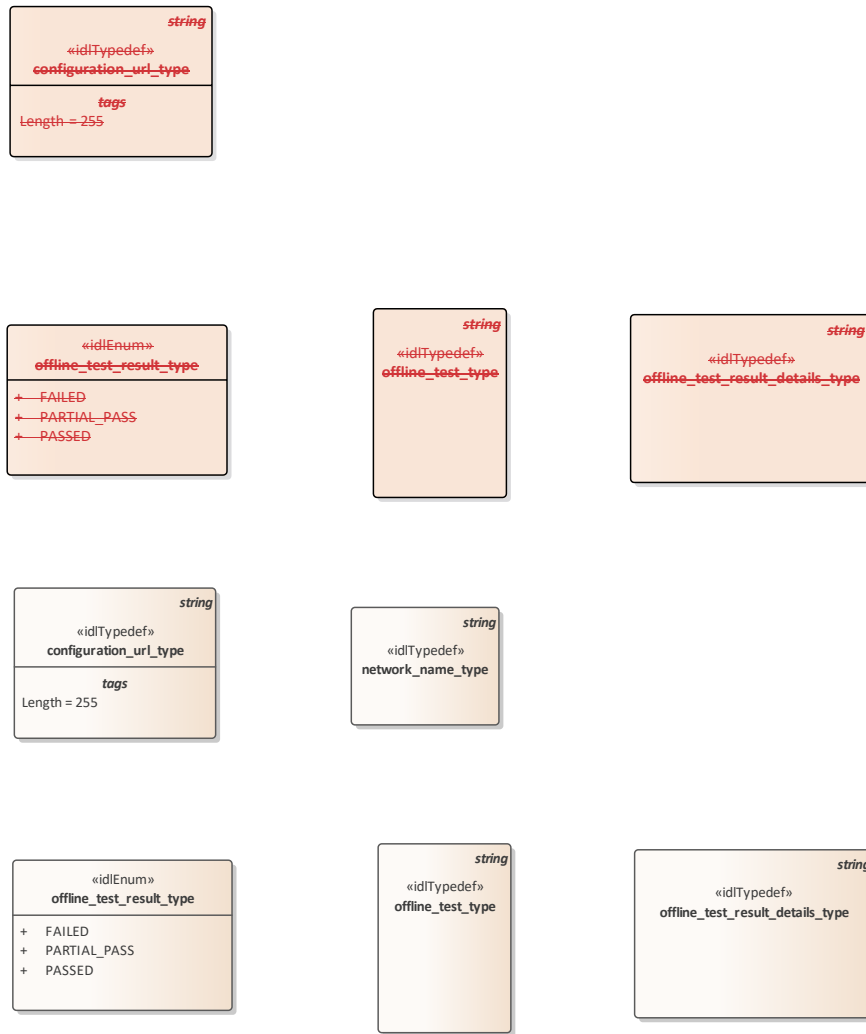 string
«idlTypedef»
configuration_url_type
tags
Length = 255
«idlEnum»
offline_test_result_type
+ FAILED
+ PARTIAL_PASS
+ PASSED
string
«idlTypedef»
offline_test_type
string
«idlTypedef»
offline_test_result_details_type
string
«idlTypedef»
configuration_url_type
tags
Length = 255
string
«idlTypedef»
network_name_type
«idlEnum»
offline_test_result_type
+ FAILED
+ PARTIAL_PASS
+ PASSED
string
«idlTypedef»
offline_test_type
string
«idlTypedef»
offline_test_result_details_type